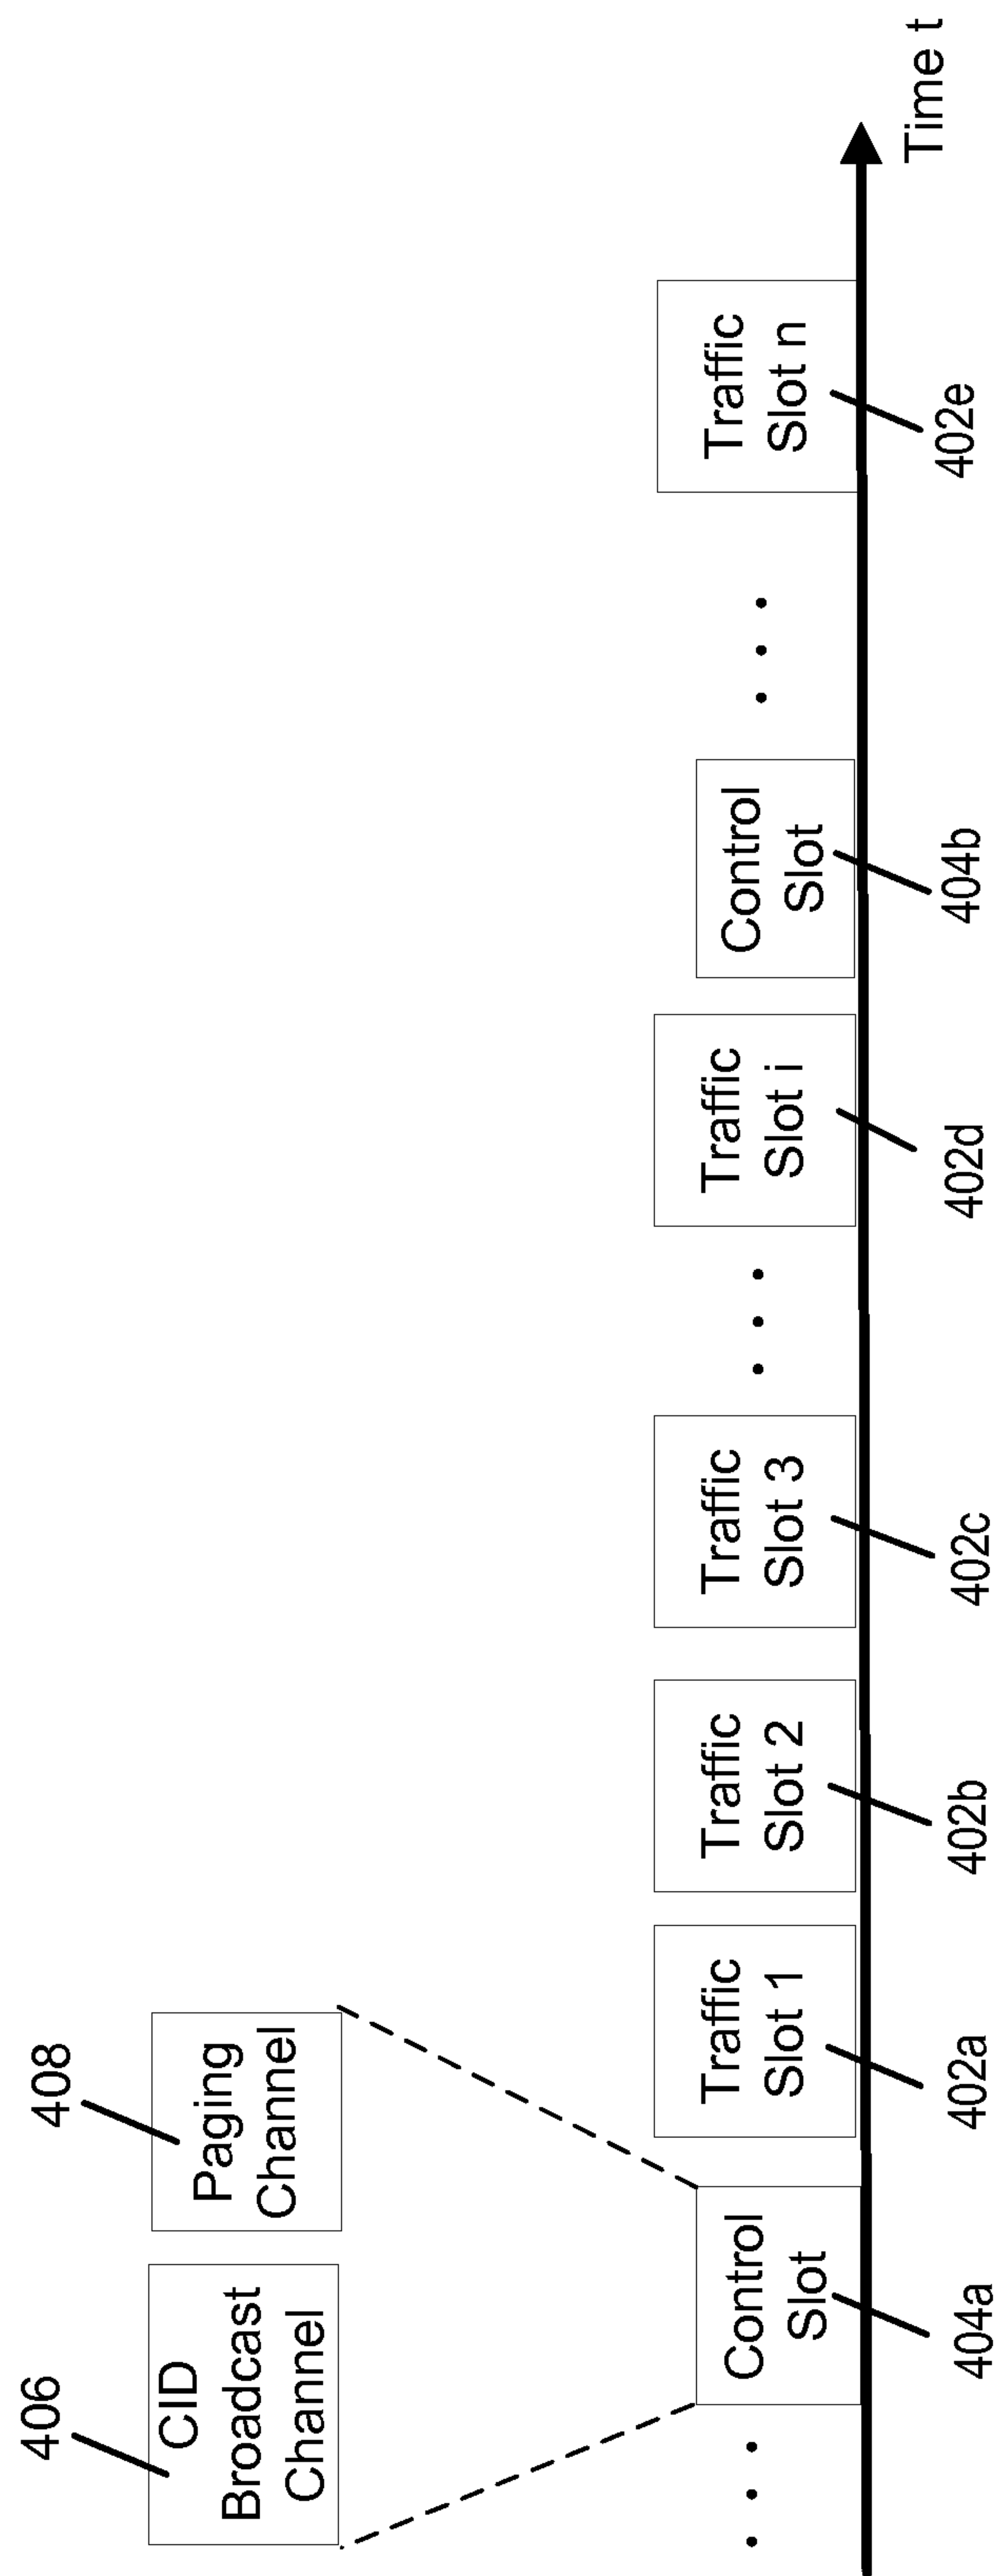 406
408
CID
Broadcast
Channel
Paging
Channel
Control
Slot
Traffic
Slot 1
Traffic
Slot 2
Traffic
Slot 3
. . .
Traffic
Slot i
Control
Slot
. . .
Traffic
Slot n
. . .
404a
402a
402b
402c
402d
404b
402e
Time t